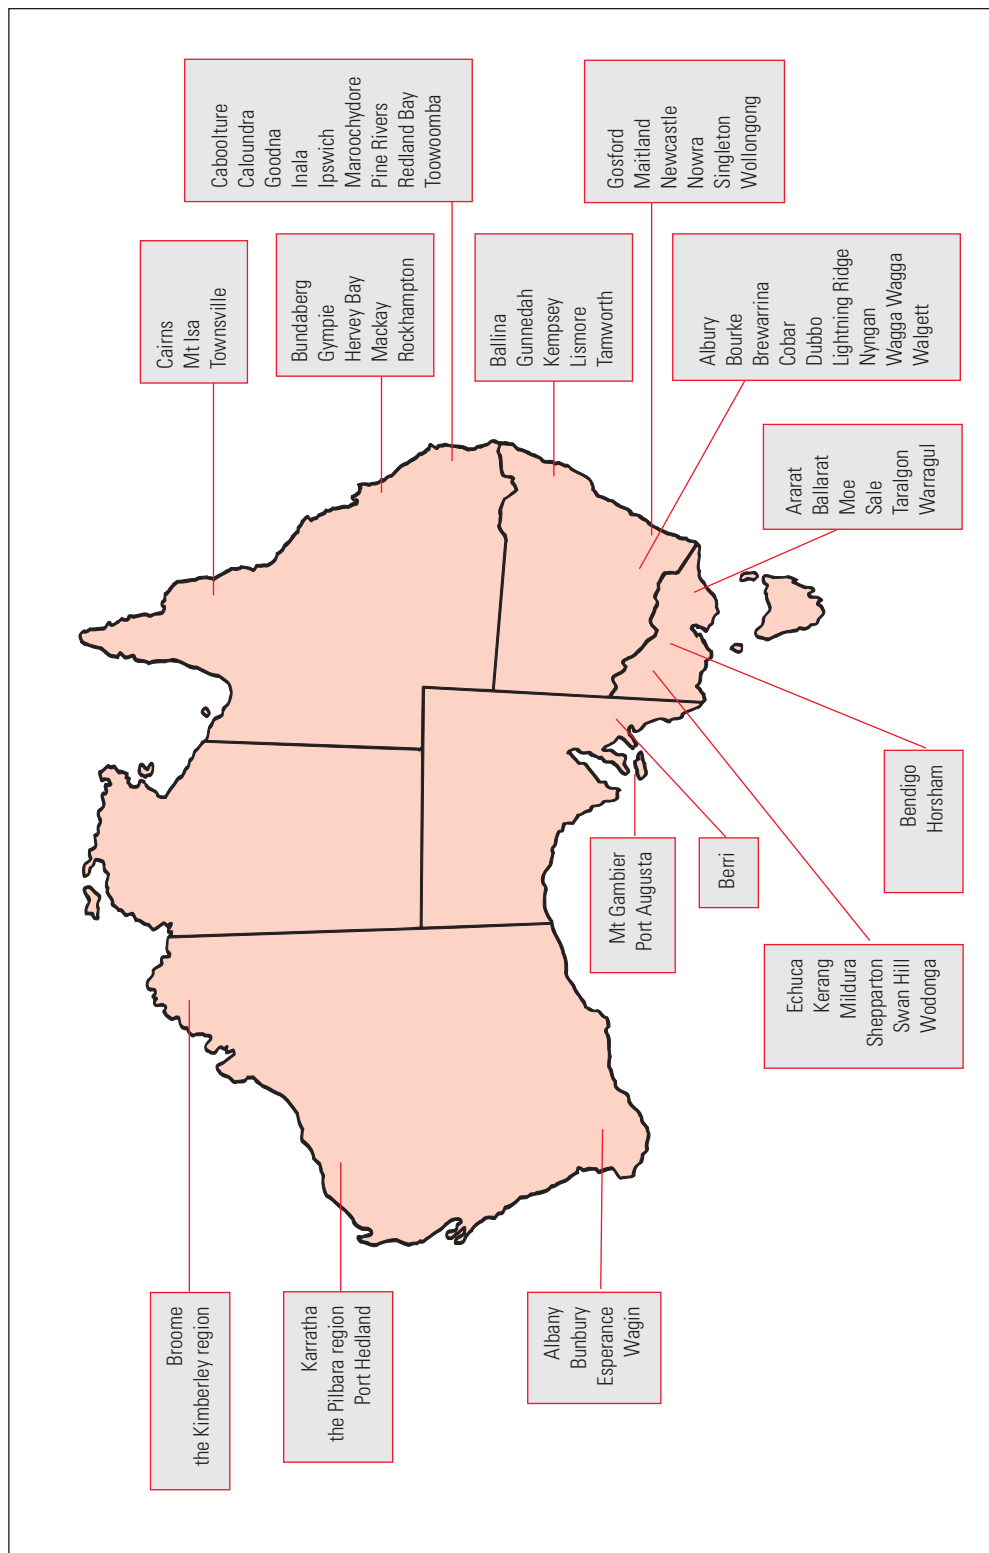 Broome
the Kimberley region
Karratha
the Pilbara region
Port Hedland
Albany
Bunbury
Esperance
Wagin
Mt Gambier
Port Augusta
Berri
Echuca
Kerang
Mildura
Shepparton
Swan Hill
Wodonga
Bendigo
Horsham
Ararat
Ballarat
Moe
Sale
Taralgon
Warragul
Albury
Bourke
Brewarrina
Cobar
Dubbo
Lightning Ridge
Nyngan
Wagga Wagga
Walgett
Gosford
Maitland
Newcastle
Nowra
Singleton
Wollongong
Ballina
Gunnedah
Kempsey
Lismore
Tamworth
Bundaberg
Gympie
Hervey Bay
Mackay
Rockhampton
Cairns
Mt Isa
Townsville
Caboolture
Caloundra
Goodna
Inala
Ipswich
Maroochydore
Pine Rivers
Redland Bay
Toowoomba